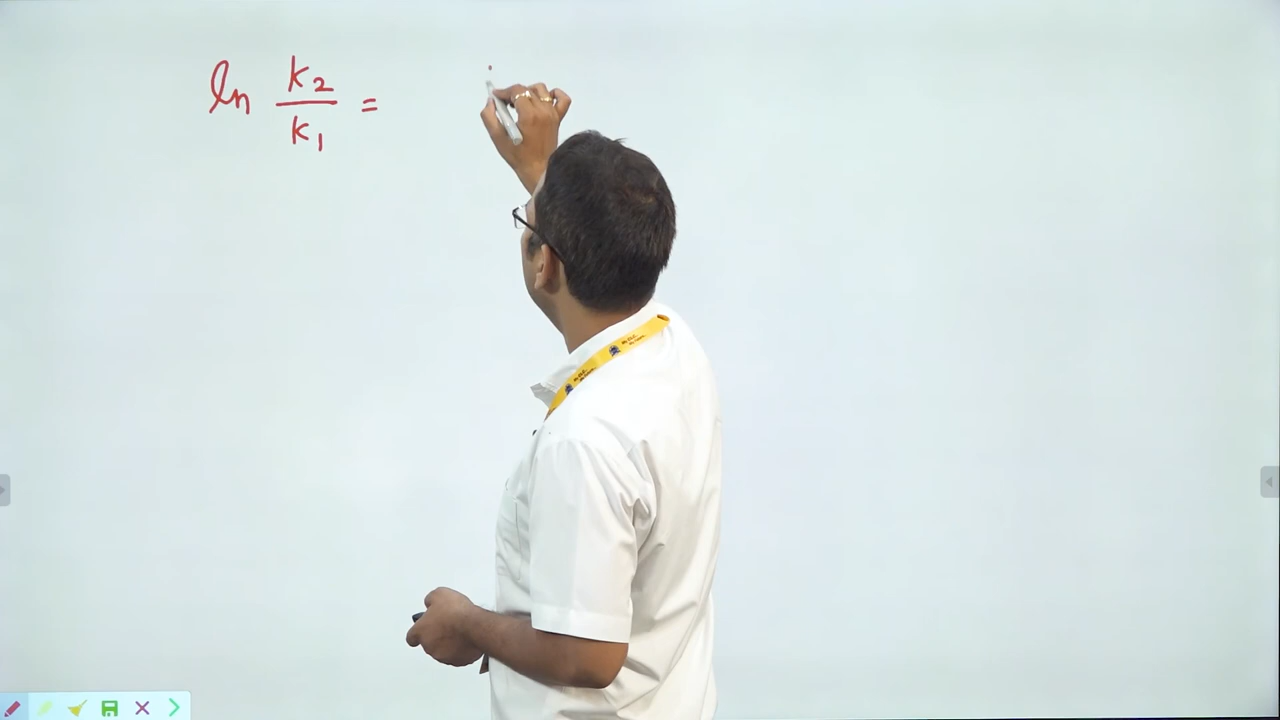 ln k₂/k₁ =